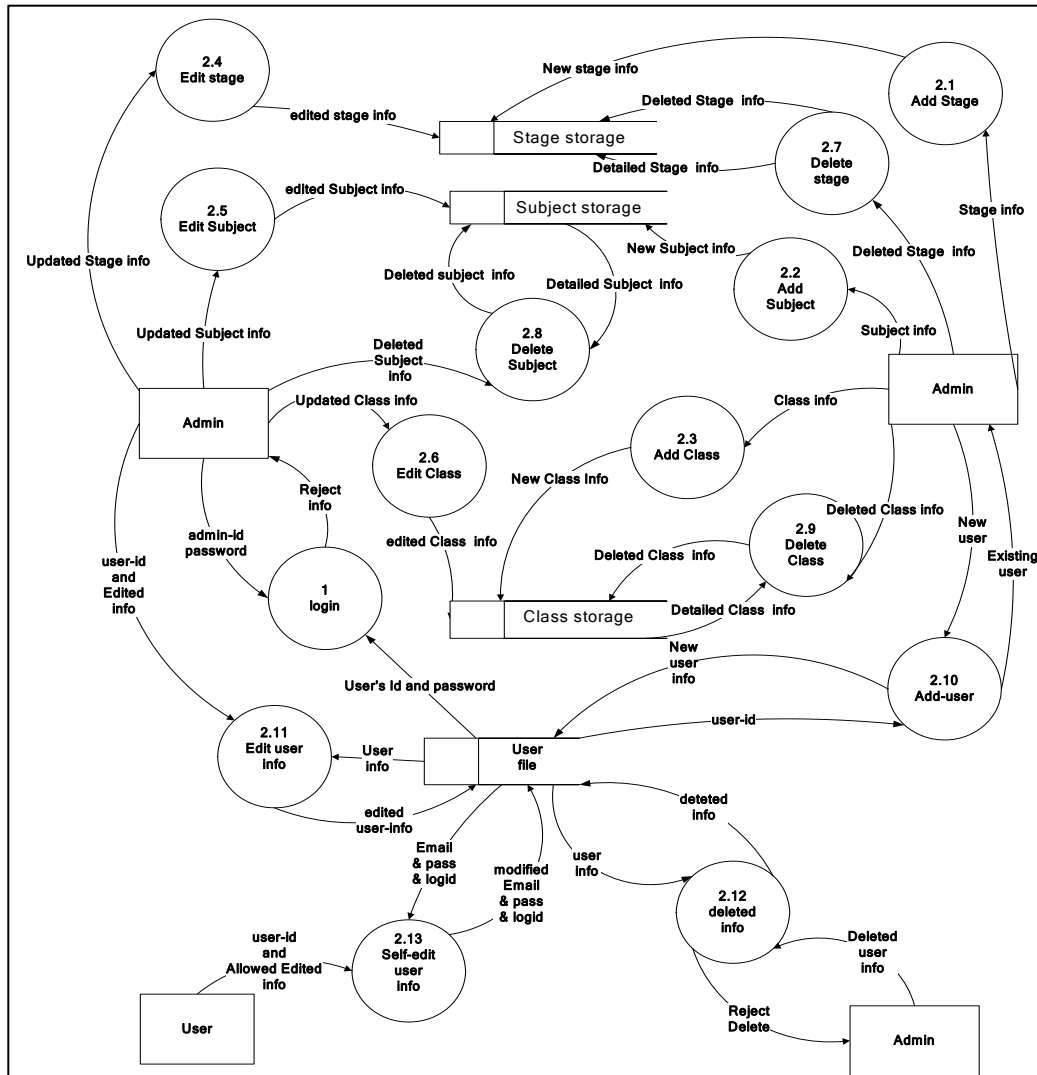 2.4
Edit stage
New stage info
2.1
Add Stage
edited stage info
Deleted Stage info
Stage storage
2.7
Delete
stage
Detailed Stage info
2.5
Edit Subject
edited Subject info
Subject storage
Stage info
Updated Stage info
New Subject info
Deleted Stage info
Deleted subject info
Detailed Subject info
2.2
Add
Subject
Updated Subject info
2.8
Delete
Subject
Subject info
Deleted
Subject
info
Admin
Updated Class info
Class info
Admin
2.6
Edit Class
2.3
Add Class
Reject
info
New Class Info
Deleted Class info
admin-id
password
edited Class info
Deleted Class info
2.9
Delete
Class
New
user
Existing
user
user-id
and
Edited
info
1
login
Class storage
Detailed Class info
New
user
info
2.10
Add-user
User's Id and password
user-id
2.11
Edit user
info
User
info
User
file
edited
user-info
deteted
info
Email
& pass
& logid
modified
Email
& pass
& logid
user
info
2.12
deleted
info
user-id
and
Allowed Edited
info
2.13
Self-edit
user
info
Deleted
user
info
User
Reject
Delete
Admin